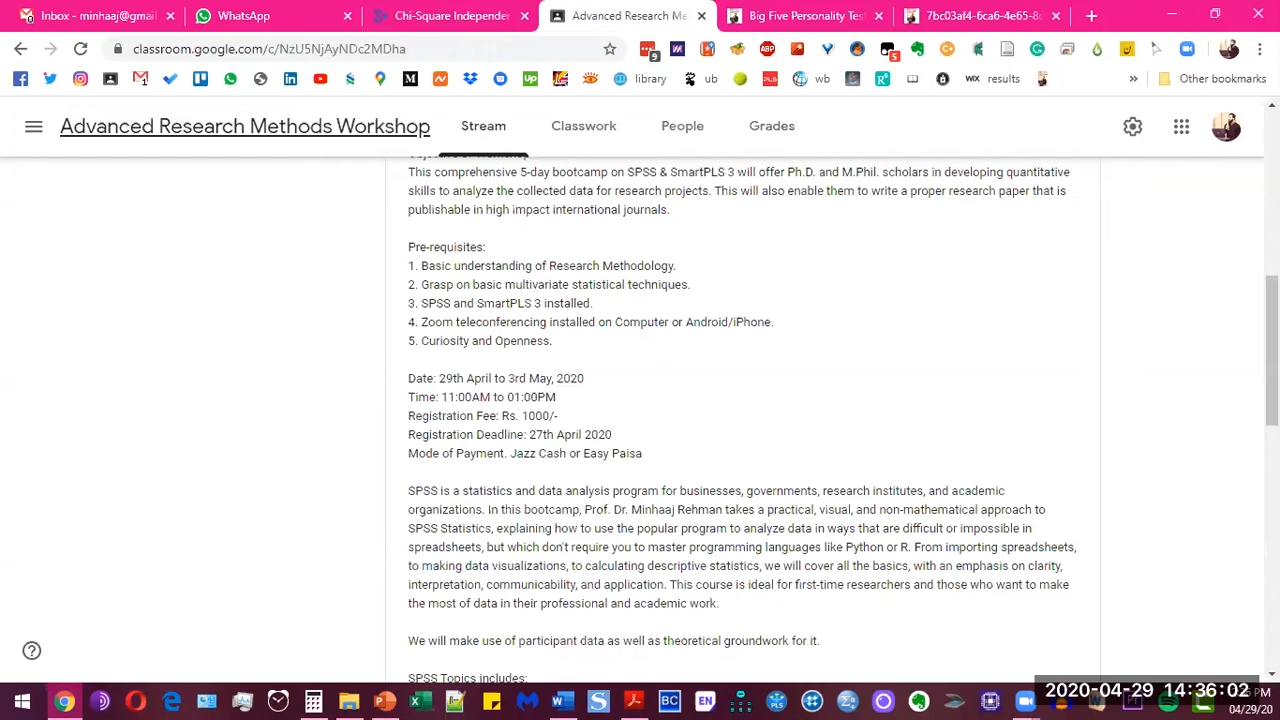 Inbox - minhaaj@gmail
WhatsApp
Chi-Square Independen
Advanced Research Me
Big Five Personality Test
7bc03af4-6ca6-4e65-8
classroom.google.com/c/NzU5NjAyNDc2MDha
library
ub
wb
WIX results
Other bookmarks
Advanced Research Methods Workshop
Stream
Classwork
People
Grades
This comprehensive 5-day bootcamp on SPSS & SmartPLS 3 will offer Ph.D. and M.Phil. scholars in developing quantitative
skills to analyze the collected data for research projects. This will also enable them to write a proper research paper that is
publishable in high impact international journals.
Pre-requisites:
1. Basic understanding of Research Methodology.
2. Grasp on basic multivariate statistical techniques.
3. SPSS and SmartPLS 3 installed.
4. Zoom teleconferencing installed on Computer or Android/iPhone.
5. Curiosity and Openness.
Date: 29th April to 3rd May, 2020
Time: 11:00AM to 01:00PM
Registration Fee: Rs. 1000/-
Registration Deadline: 27th April 2020
Mode of Payment. Jazz Cash or Easy Paisa
SPSS is a statistics and data analysis program for businesses, governments, research institutes, and academic
organizations. In this bootcamp, Prof. Dr. Minhaaj Rehman takes a practical, visual, and non-mathematical approach to
SPSS Statistics, explaining how to use the popular program to analyze data in ways that are difficult or impossible in
spreadsheets, but which don't require you to master programming languages like Python or R. From importing spreadsheets,
to making data visualizations, to calculating descriptive statistics, we will cover all the basics, with an emphasis on clarity,
interpretation, communicability, and application. This course is ideal for first-time researchers and those who want to make
the most of data in their professional and academic work.
We will make use of participant data as well as theoretical groundwork for it.
SPSS Topics includes:
2020-04-29 14:36:02
04/29/20